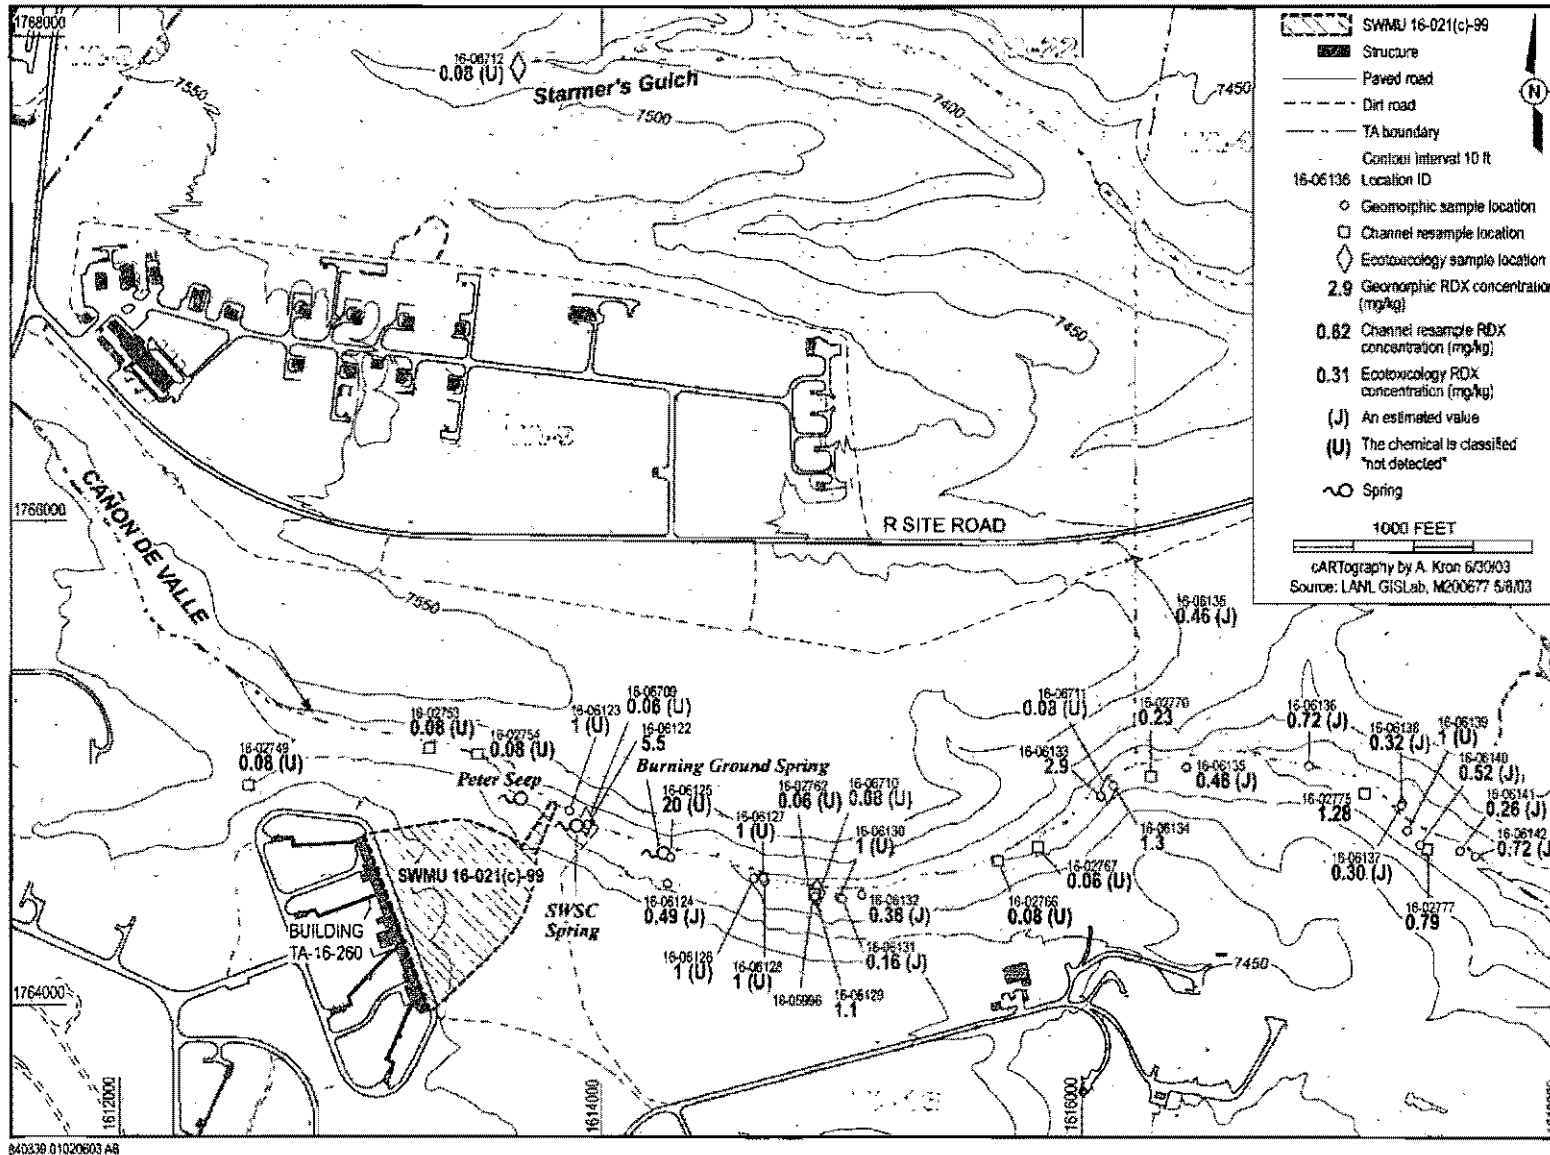 1768000
7550
16-06712
0.08 (U)
Starmer's Gulch
7500
7400
7450
SWMU 16-021(c)-99
Structure
Paved road
Dirt road
TA boundary
Contour interval 10 ft
16-06136 Location ID
Geomorphic sample location
Channel resample location
Ecotoxicology sample location
2.9 Geomorphic RDX concentration
(mg/kg)
0.62 Channel resample RDX
concentration (mg/kg)
0.31 Ecotoxicology RDX
concentration (mg/kg)
(J) An estimated value
(U) The chemical is classified
"not detected"
Spring
1000 FEET
cARTography by A. Kron 6/30/03
Source: LANL GISLab, M200677 5/8/03
N
7450
1766000
CAÑON DE VALLE
R SITE ROAD
7550
16-06135
0.46 (J)
16-02749
0.08 (U)
16-02753
0.08 (U)
16-02754
0.08 (U)
16-06123
1 (U)
16-06709
0.06 (U)
16-06122
5.5
Peter Seep
Burning Ground Spring
16-06125
20 (U)
16-06127
1 (U)
16-02762
0.06 (U)
16-06710
0.08 (U)
16-06130
1 (U)
16-06711
0.08 (U)
16-06133
2.9
16-02770
0.23
16-06135
0.46 (J)
16-06136
0.72 (J)
16-06138
0.32 (J)
16-06139
1 (U)
16-06140
0.52 (J)
16-06141
0.26 (J)
16-06142
0.72 (J
16-02775
1.28
16-06134
1.3
16-06137
0.30 (J)
16-02777
0.79
16-02767
0.06 (U)
16-02766
0.08 (U)
SWMU 16-021(c)-99
BUILDING
TA-16-260
SWSC
Spring
16-06124
0.49 (J)
16-06132
0.38 (J)
16-06131
0.16 (J)
16-06126
1 (U)
16-06128
1 (U)
16-05996
16-06129
1.1
7450
1764000
1612000
1614000
1616000